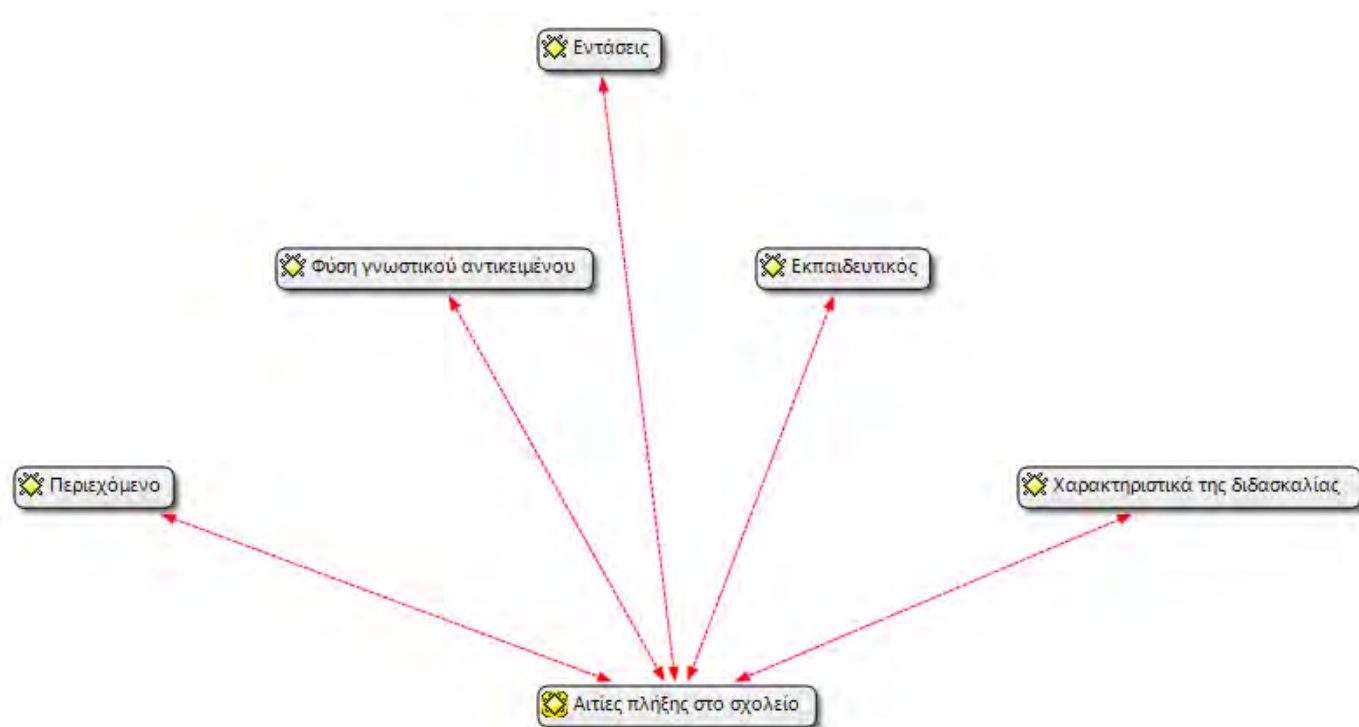 Εντάσεις
Φύση γνωστικού αντικειμένου
Εκπαιδευτικός
Περιεχόμενο
Χαρακτηριστικά της διδασκαλίας
Αιτίες πλήξης στο σχολείο